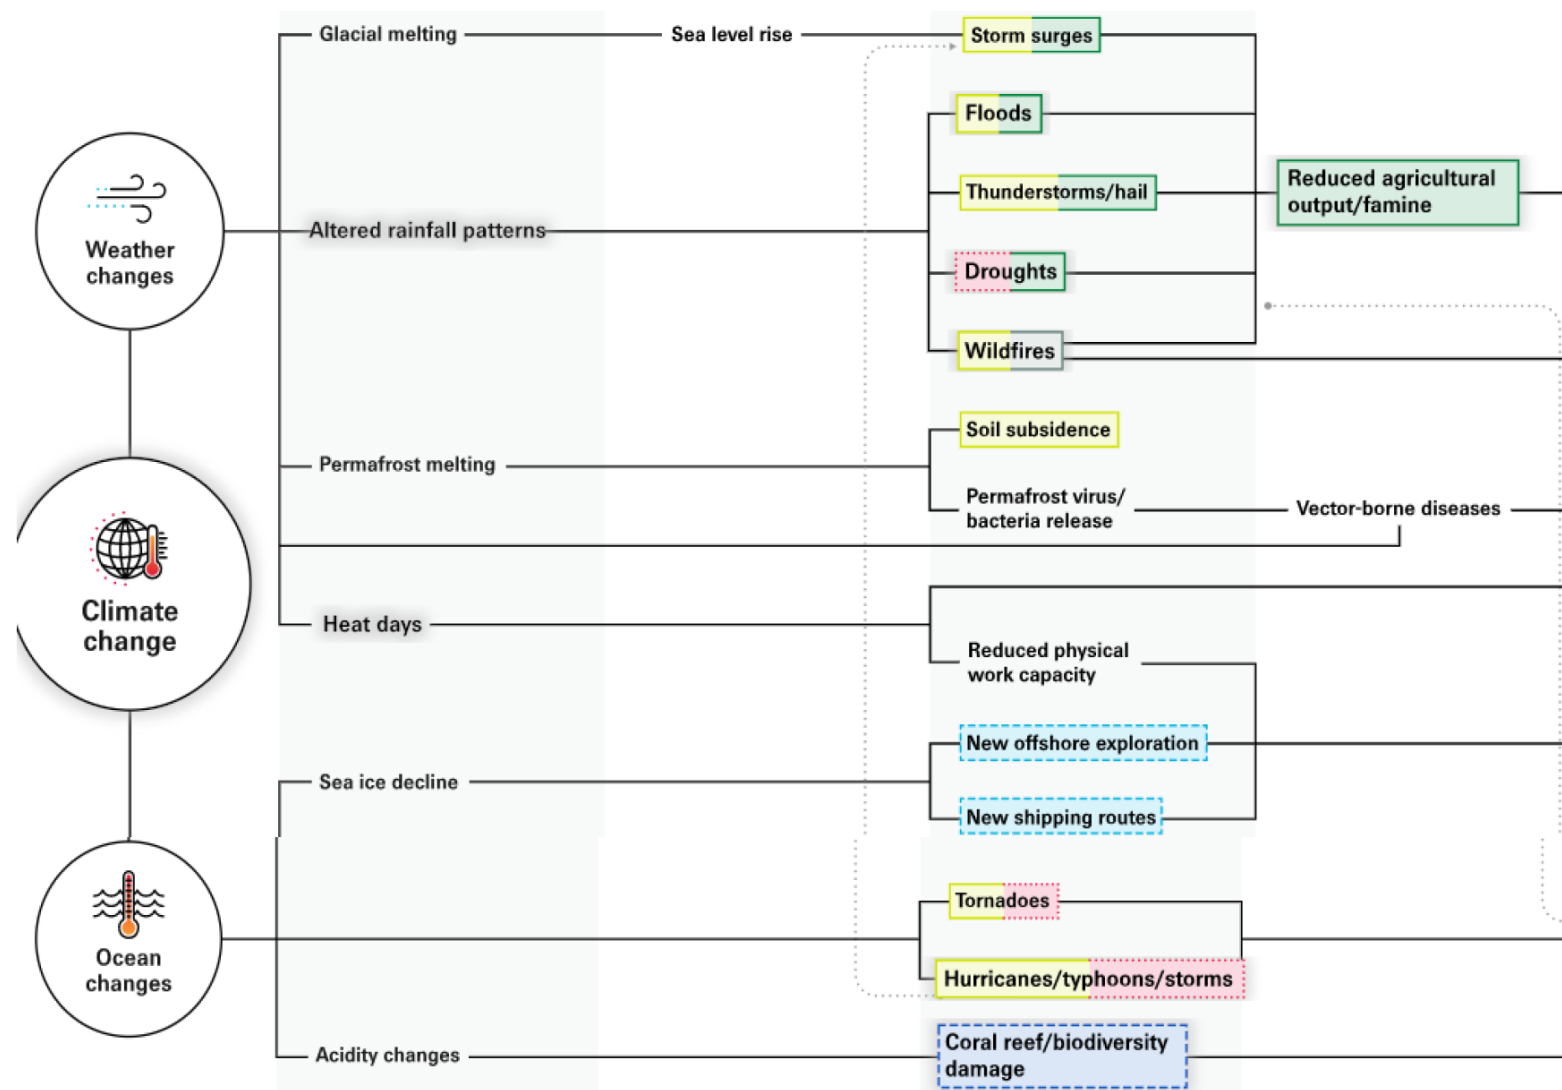 Glacial melting
Sea level rise
Storm surges
Floods
Thunderstorms/hail
Reduced agricultural
output/famine
Weather
changes
Altered rainfall patterns
Droughts
Wildfires
Soil subsidence
Permafrost melting
Permafrost virus/
bacteria release
Vector-borne diseases
Climate
change
Heat days
Reduced physical
work capacity
New offshore exploration
Sea ice decline
New shipping routes
Tornadoes
Ocean
changes
Hurricanes/typhoons/storms
Acidity changes
Coral reef/biodiversity
damage